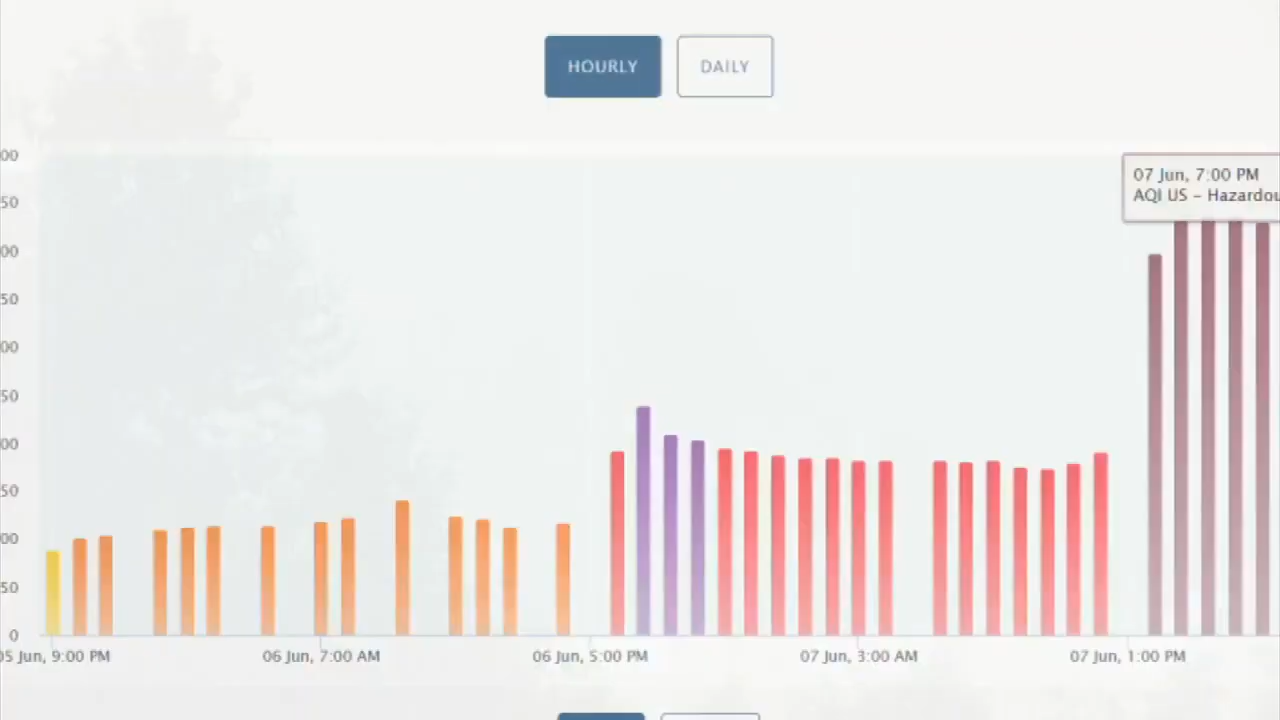 HOURLY
DAILY
00
50
00
50
00
50
00
50
00
50
0
07 Jun, 7:00 PM
AQI US - Hazardou
05 Jun, 9:00 PM
06 Jun, 7:00 AM
06 Jun, 5:00 PM
07 Jun, 3:00 AM
07 Jun, 1:00 PM